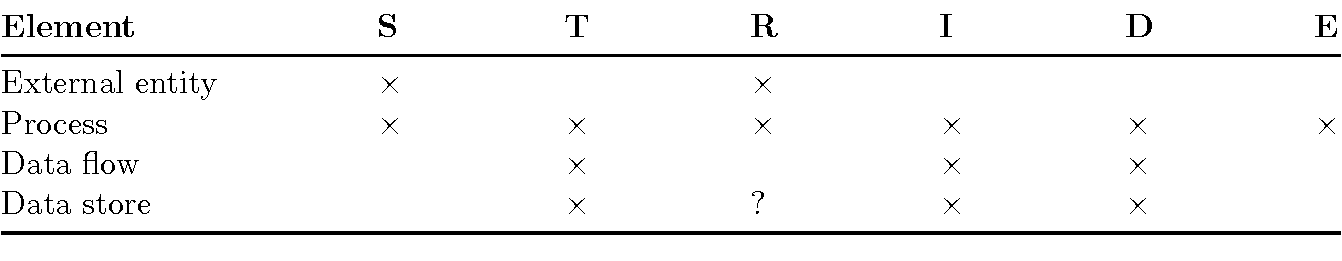 Element S T R I D E
External entity × ×
Process × × × × × ×
Data flow × × ×
Data store × ? × ×